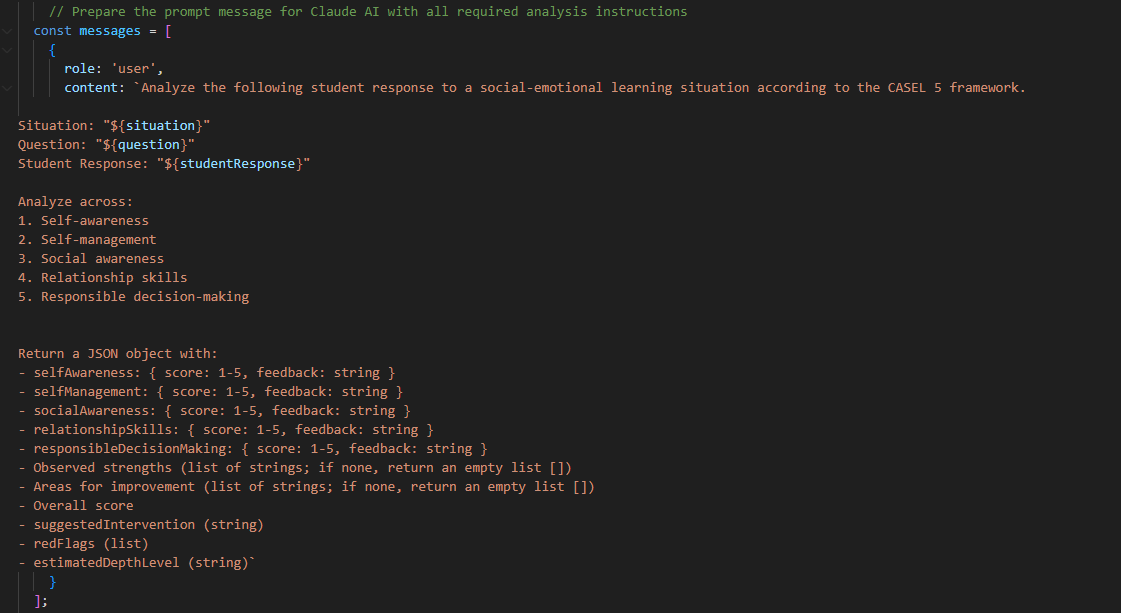 // Prepare the prompt message for Claude AI with all required analysis instructions
const messages = [
{
role: 'user',
content: `Analyze the following student response to a social-emotional learning situation according to the CASEL 5 framework.
Situation: "${situation}"
Question: "${question}"
Student Response: "${studentResponse}"
Analyze across:
1. Self-awareness
2. Self-management
3. Social awareness
4. Relationship skills
5. Responsible decision-making
Return a JSON object with:
- selfAwareness: { score: 1-5, feedback: string }
- selfManagement: { score: 1-5, feedback: string }
- socialAwareness: { score: 1-5, feedback: string }
- relationshipSkills: { score: 1-5, feedback: string }
- responsibleDecisionMaking: { score: 1-5, feedback: string }
- Observed strengths (list of strings; if none, return an empty list [])
- Areas for improvement (list of strings; if none, return an empty list [])
- Overall score
- suggestedIntervention (string)
- redFlags (list)
- estimatedDepthLevel (string)`
}
];